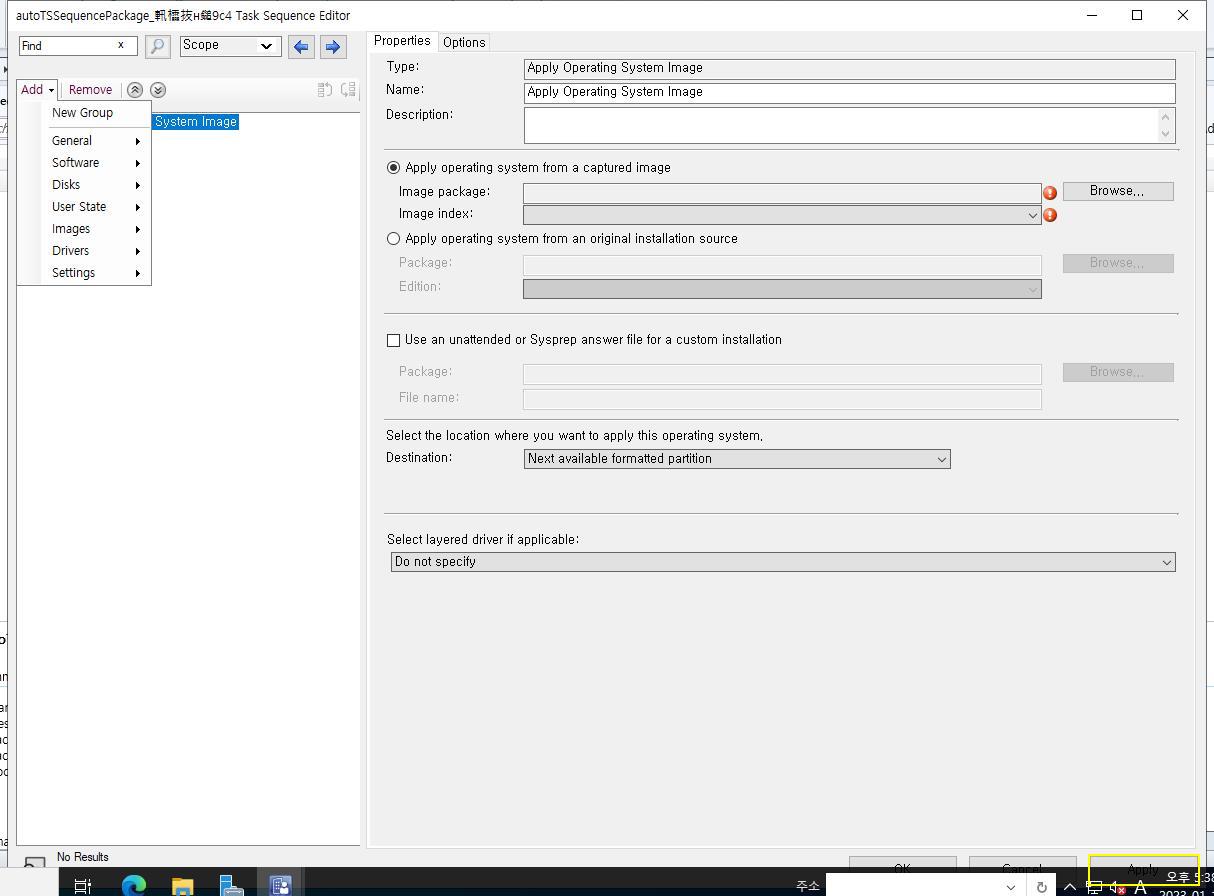 autoTSSequencePackage_軐櫺荍н鎺9c4 Task Sequence Editor
Find x Scope
Properties Options
Add Remove
New Group
General
Software
Disks
User State
Images
Drivers
Settings
System Image
Type: Apply Operating System Image
Name: Apply Operating System Image
Description:
Apply operating system from a captured image
Image package: Browse...
Image index:
Apply operating system from an original installation source
Package: Browse...
Edition:
Use an unattended or Sysprep answer file for a custom installation
Package: Browse...
File name:
Select the location where you want to apply this operating system.
Destination: Next available formatted partition
Select layered driver if applicable:
Do not specify
No Results
OK Cancel Apply
주소 A 오후 5:38
2023-01